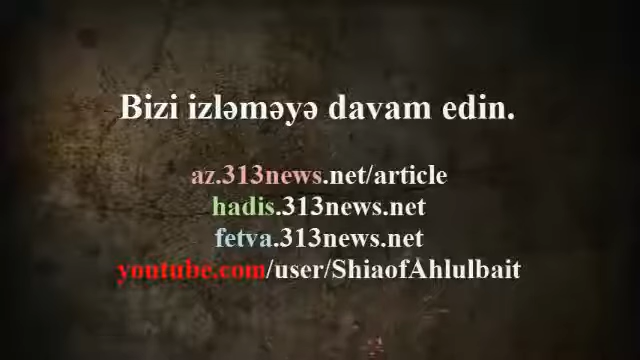 Bizi izləməyə davam edin.
az.313news.net/article
hadis.313news.net
fetva.313news.net
youtube.com/user/ShiaofAhlulbait